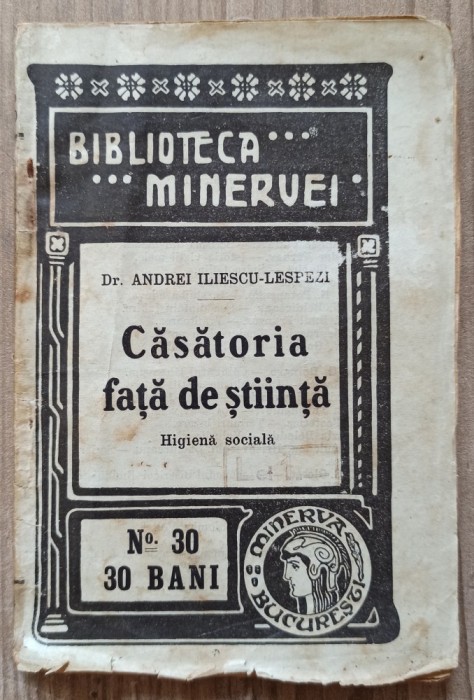 BIBLIOTECA
MINERVEI
Dr. ANDREI ILIESCU-LESPEZI
Căsătoria
față de știință
Higienă socială
No. 30
30 BANI
MINERVA
BUCUREȘTI